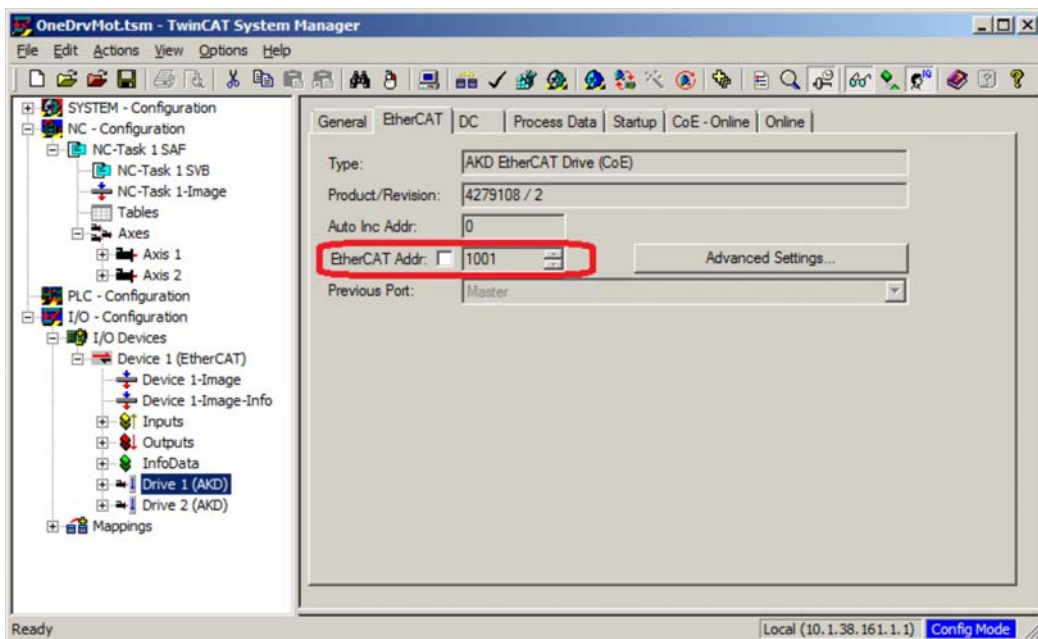 OneDrvMot.tsm - TwinCAT System Manager
File Edit Actions View Options Help
SYSTEM - Configuration
NC - Configuration
NC-Task 1 SAF
NC-Task 1 SVB
NC-Task 1-Image
Tables
Axes
Axis 1
Axis 2
PLC - Configuration
I/O - Configuration
I/O Devices
Device 1 (EtherCAT)
Device 1-Image
Device 1-Image-Info
Inputs
Outputs
InfoData
Drive 1 (AKD)
Drive 2 (AKD)
Mappings
General EtherCAT DC Process Data Startup CoE - Online Online
Type: AKD EtherCAT Drive (CoE)
Product/Revision: 4279108 / 2
Auto Inc Addr: 0
EtherCAT Addr: 1001 Advanced Settings...
Previous Port: Master
Ready Local (10.1.38.161.1.1) Config Mode